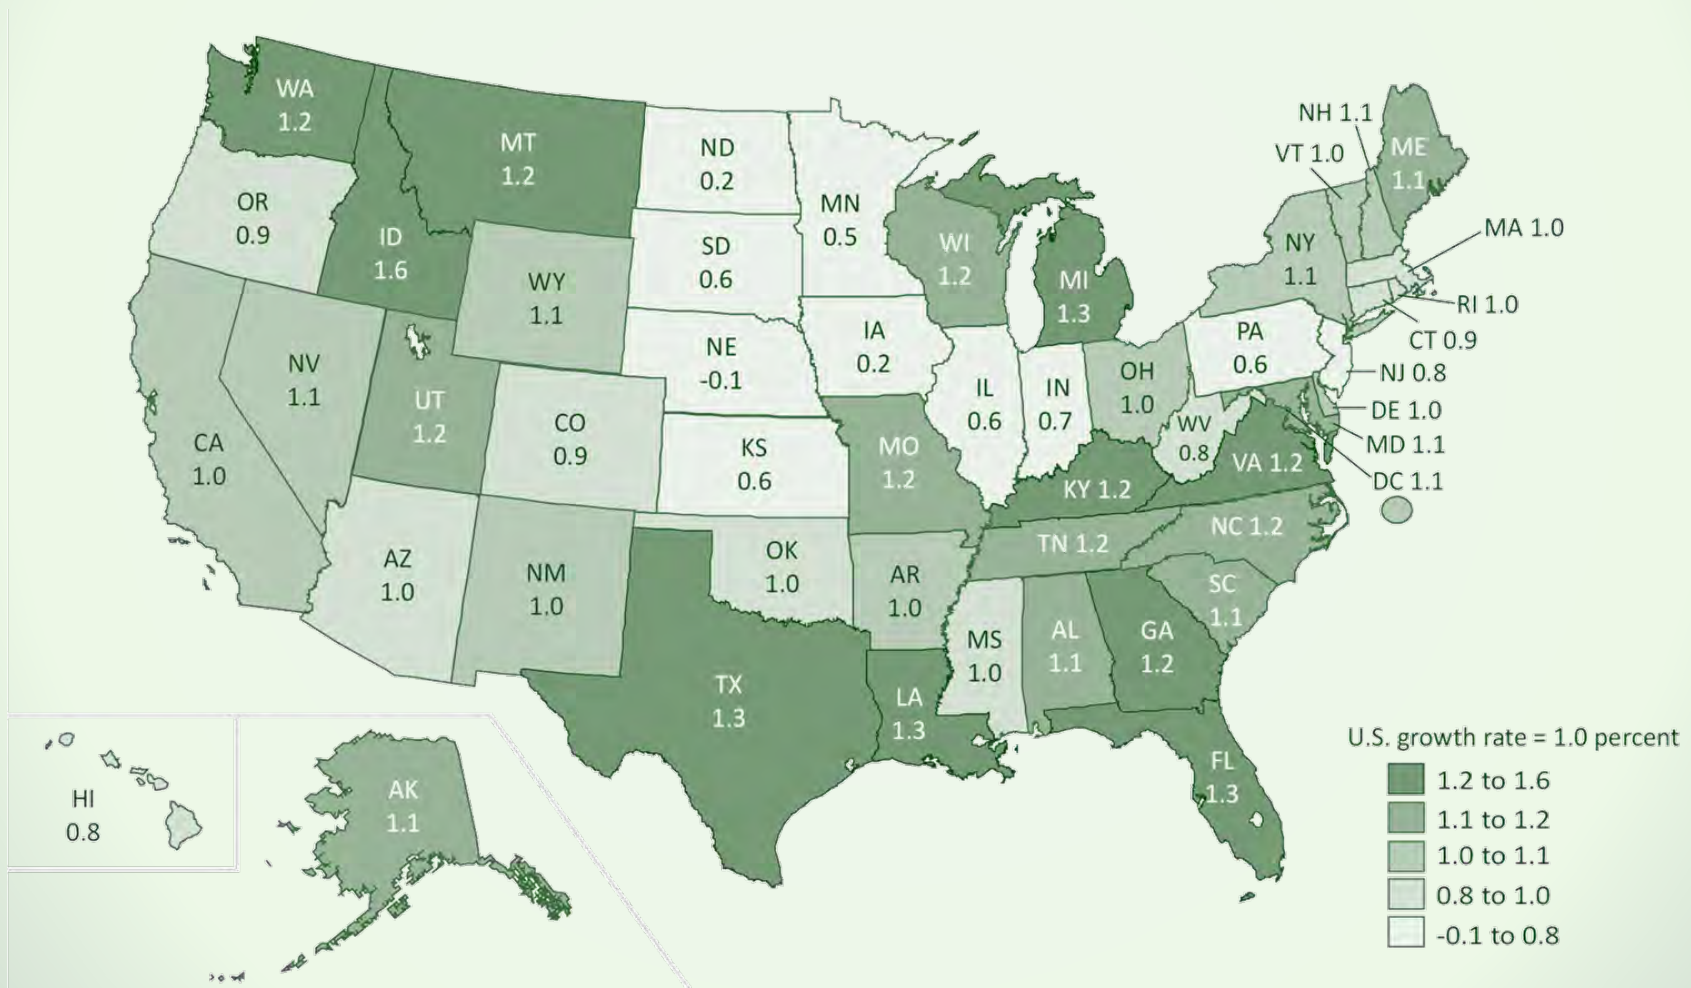 WA
1.2
MT
1.2
ND
0.2
MN
0.5
OR
0.9
ID
1.6
WY
1.1
SD
0.6
WI
1.2
MI
1.3
NH 1.1
VT 1.0
ME
1.1
NY
1.1
MA 1.0
RI 1.0
CT 0.9
NJ 0.8
DE 1.0
MD 1.1
DC 1.1
PA
0.6
NV
1.1
UT
1.2
CO
0.9
NE
-0.1
IA
0.2
IL
0.6
IN
0.7
OH
1.0
WV
0.8
VA 1.2
CA
1.0
KS
0.6
MO
1.2
KY 1.2
TN 1.2
NC 1.2
SC
1.1
AZ
1.0
NM
1.0
OK
1.0
AR
1.0
MS
1.0
AL
1.1
GA
1.2
TX
1.3
LA
1.3
FL
1.3
HI
0.8
AK
1.1
U.S. growth rate = 1.0 percent
1.2 to 1.6
1.1 to 1.2
1.0 to 1.1
0.8 to 1.0
-0.1 to 0.8